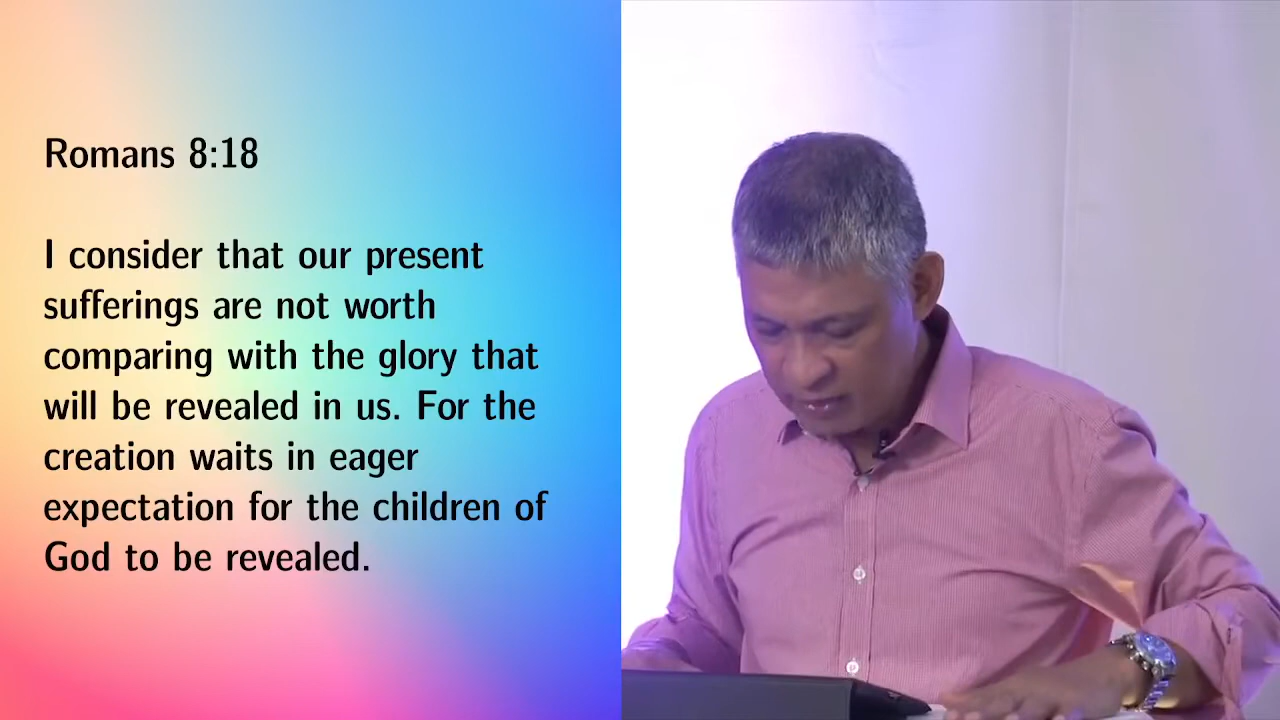 Romans 8:18
I consider that our present
sufferings are not worth
comparing with the glory that
will be revealed in us. For the
creation waits in eager
expectation for the children of
God to be revealed.